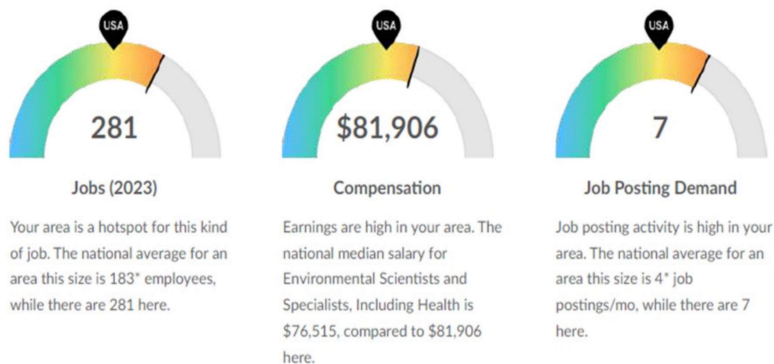 USA
281
Jobs (2023)
Your area is a hotspot for this kind
of job. The national average for an
area this size is 183* employees,
while there are 281 here.
USA
$81,906
Compensation
Earnings are high in your area. The
national median salary for
Environmental Scientists and
Specialists, Including Health is
$76,515, compared to $81,906
here.
USA
7
Job Posting Demand
Job posting activity is high in your
area. The national average for an
area this size is 4* job
postings/mo, while there are 7
here.